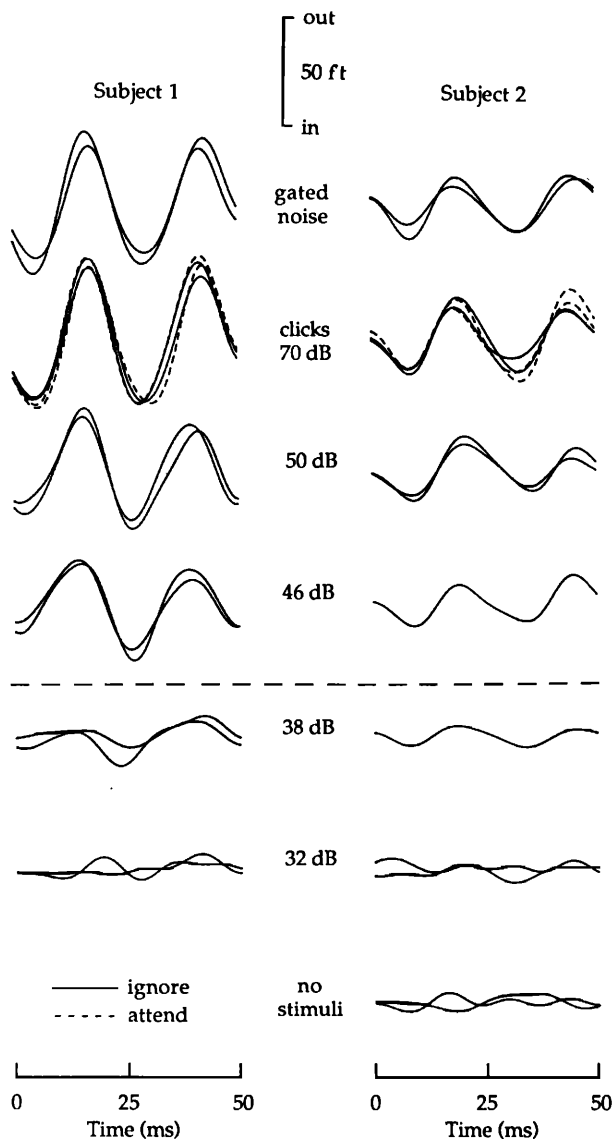 out
50 ft
in
Subject 1
Subject 2
gated
noise
clicks
70 dB
50 dB
46 dB
38 dB
32 dB
ignore
attend
no
stimuli
0 25 50
Time (ms)
0 25 50
Time (ms)